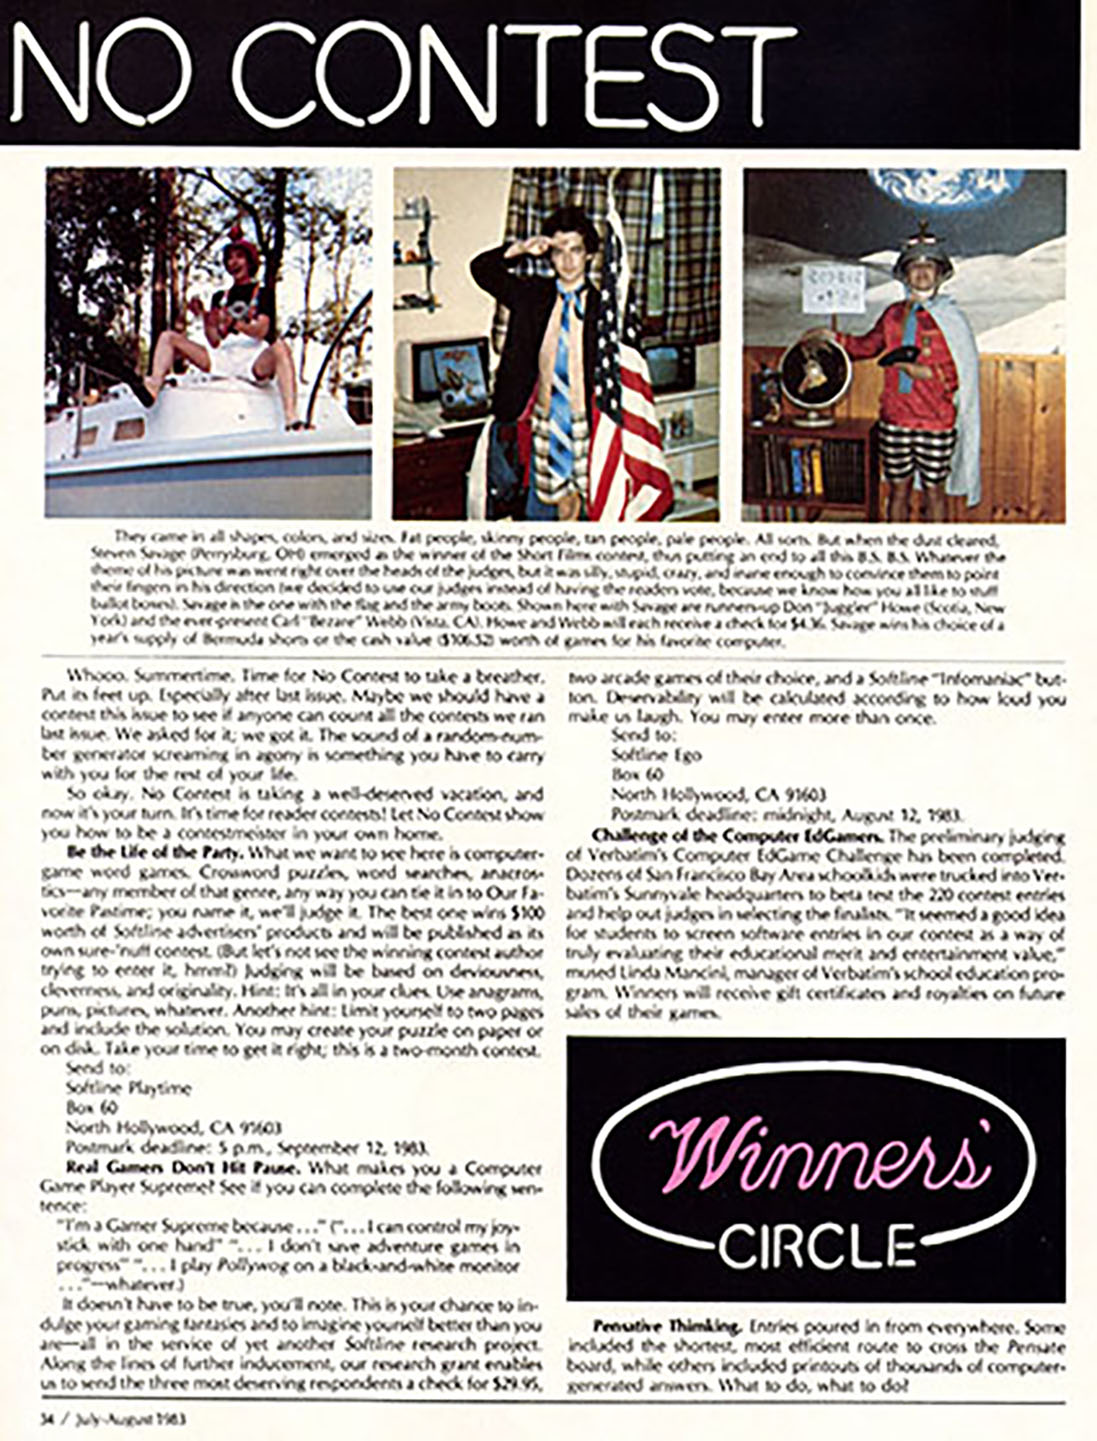 NO CONTEST
They came in all shapes, colors, and sizes. Fat people, skinny people, tan people, pale people. All sorts. But when the dust cleared,
Steven Savage (Perrysburg, OH) emerged as the winner of the Short Films contest, thus putting an end to all this B.S. B.S. Whatever the
theme of his picture was went right over the heads of the judges, but it was silly, stupid, crazy, and inane enough to convince them to point
their fingers in his direction (we decided to use our judges instead of having the readers vote, because we know how you all like to stuff
ballot boxes). Savage is the one with the flag and the army boots. Shown here with Savage are runners-up Don "Juggler" Howe (Scotia, New
York) and the ever-present Carl "Bezare" Webb (Vista, CA). Howe and Webb will each receive a check for $4.36. Savage wins his choice of a
year's supply of Bermuda shorts or the cash value ($106.52) worth of games for his favorite computer.
Whooo. Summertime. Time for No Contest to take a breather.
Put its feet up. Especially after last issue. Maybe we should have a
contest this issue to see if anyone can count all the contests we ran
last issue. We asked for it; we got it. The sound of a random-num-
ber generator screaming in agony is something you have to carry
with you for the rest of your life.
So okay. No Contest is taking a well-deserved vacation, and
now it's your turn. It's time for reader contests! Let No Contest show
you how to be a contestmeister in your own home.
Be the Life of the Party. What we want to see here is computer-
game word games. Crossword puzzles, word searches, anacros-
tics—any member of that genre, any way you can tie it in to Our Fa-
vorite Pastime; you name it, we'll judge it. The best one wins $100
worth of Softline advertisers' products and will be published as its
own sure-'nuff contest. (But let's not see the winning contest author
trying to enter it, hmm?) Judging will be based on deviousness,
cleverness, and originality. Hint: It's all in your clues. Use anagrams,
puns, pictures, whatever. Another hint: Limit yourself to two pages
and include the solution. You may create your puzzle on paper or
on disk. Take your time to get it right; this is a two-month contest.
Send to:
Softline Playtime
Box 60
North Hollywood, CA 91603
Postmark deadline: 5 p.m., September 12, 1983.
Real Gamers Don't Hit Pause. What makes you a Computer
Game Player Supreme? See if you can complete the following sen-
tence:
"I'm a Gamer Supreme because . . ." (". . . I can control my joy-
stick with one hand" ". . . I don't save adventure games in
progress" ". . . I play Pollywog on a black-and-white monitor
. . ."—whatever.)
It doesn't have to be true, you'll note. This is your chance to in-
dulge your gaming fantasies and to imagine yourself better than you
are—all in the service of yet another Softline research project.
Along the lines of further inducement, our research grant enables
us to send the three most deserving respondents a check for $29.95,
two arcade games of their choice, and a Softline "Infomaniac" but-
ton. Deservability will be calculated according to how loud you
make us laugh. You may enter more than once.
Send to:
Softline Ego
Box 60
North Hollywood, CA 91603
Postmark deadline: midnight, August 12, 1983.
Challenge of the Computer EdGamers. The preliminary judging
of Verbatim's Computer EdGame Challenge has been completed.
Dozens of San Francisco Bay Area schoolkids were trucked into Ver-
batim's Sunnyvale headquarters to beta test the 220 contest entries
and help out judges in selecting the finalists. "It seemed a good idea
for students to screen software entries in our contest as a way of
truly evaluating their educational merit and entertainment value,"
mused Linda Mancini, manager of Verbatim's school education pro-
gram. Winners will receive gift certificates and royalties on future
sales of their games.
Winners'
CIRCLE
Pensative Thinking. Entries poured in from everywhere. Some
included the shortest, most efficient route to cross the Pensate
board, while others included printouts of thousands of computer-
generated answers. What to do, what to do?
34 / July-August 1983